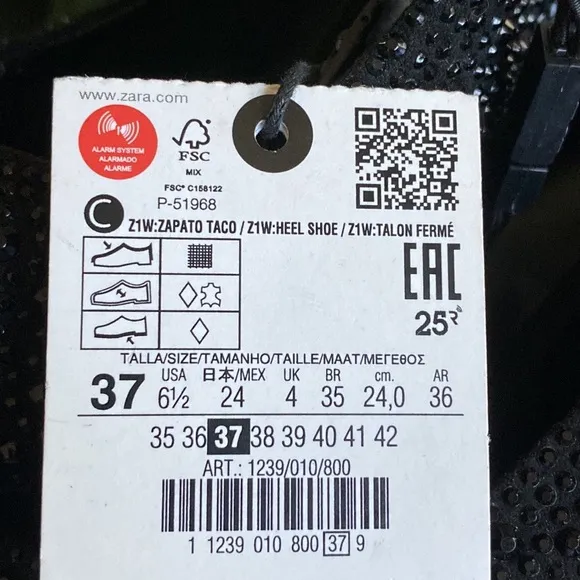 www.zara.com
ALARM SYSTEM
ALARMADO
ALARME
FSC
MIX
FSC® C158122
P-51968
C Z1W:ZAPATO TACO / Z1W:HEEL SHOE / Z1W:TALON FERMÉ
EAC
25R
TALLA/SIZE/TAMANHO/TAILLE/MAAT/ΜΕΓΕΘΟΣ
USA 日本/MEX UK BR cm. AR
37 6½ 24 4 35 24,0 36
35 36 37 38 39 40 41 42
ART.: 1239/010/800
1 1239 010 800 37 9